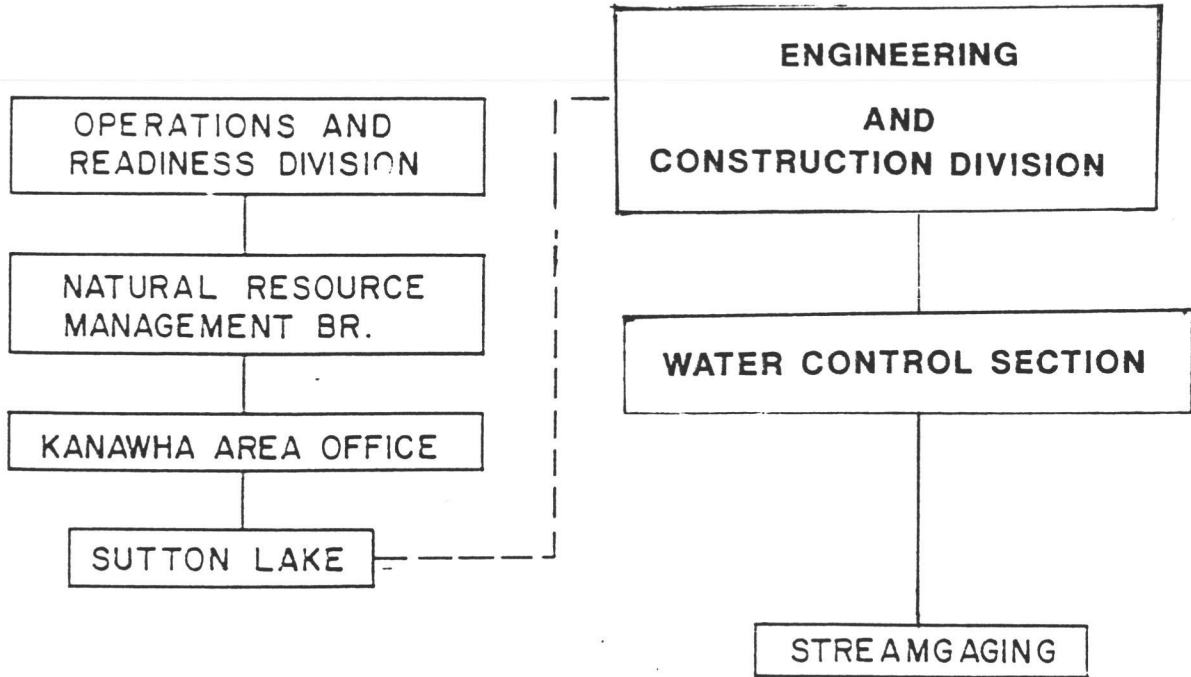 OPERATIONS AND
READINESS DIVISION
NATURAL RESOURCE
MANAGEMENT BR.
KANAWHA AREA OFFICE
SUTTON LAKE
ENGINEERING
AND
CONSTRUCTION DIVISION
WATER CONTROL SECTION
STREAMGAGING